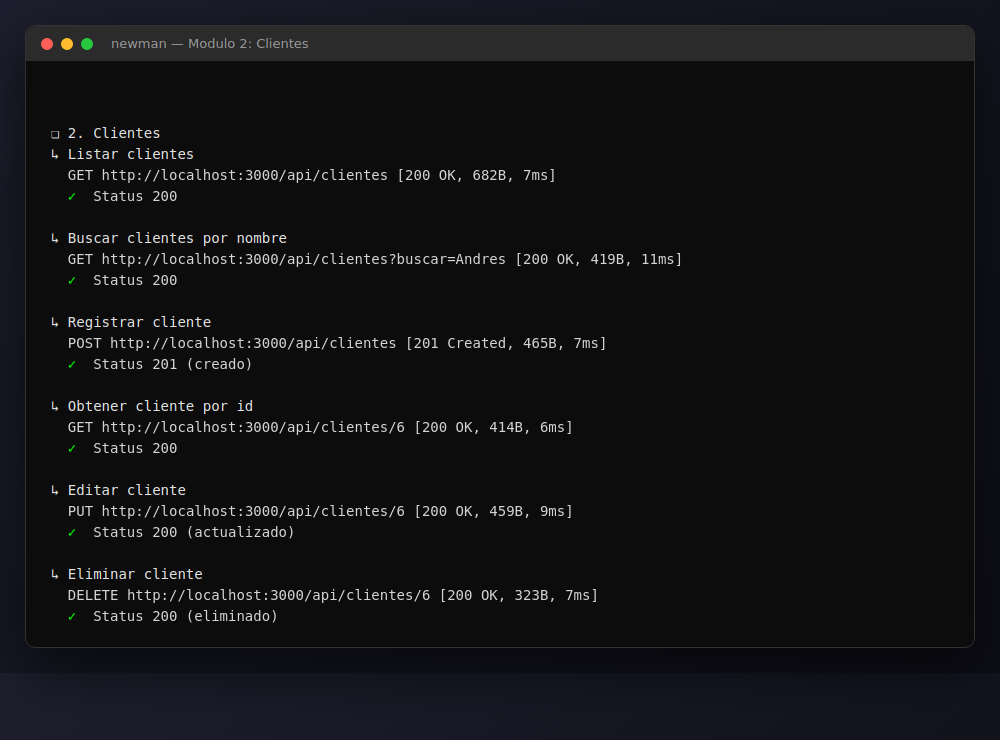 newman — Modulo 2: Clientes
❏ 2. Clientes
↳ Listar clientes
GET http://localhost:3000/api/clientes [200 OK, 682B, 7ms]
✓ Status 200
↳ Buscar clientes por nombre
GET http://localhost:3000/api/clientes?buscar=Andres [200 OK, 419B, 11ms]
✓ Status 200
↳ Registrar cliente
POST http://localhost:3000/api/clientes [201 Created, 465B, 7ms]
✓ Status 201 (creado)
↳ Obtener cliente por id
GET http://localhost:3000/api/clientes/6 [200 OK, 414B, 6ms]
✓ Status 200
↳ Editar cliente
PUT http://localhost:3000/api/clientes/6 [200 OK, 459B, 9ms]
✓ Status 200 (actualizado)
↳ Eliminar cliente
DELETE http://localhost:3000/api/clientes/6 [200 OK, 323B, 7ms]
✓ Status 200 (eliminado)